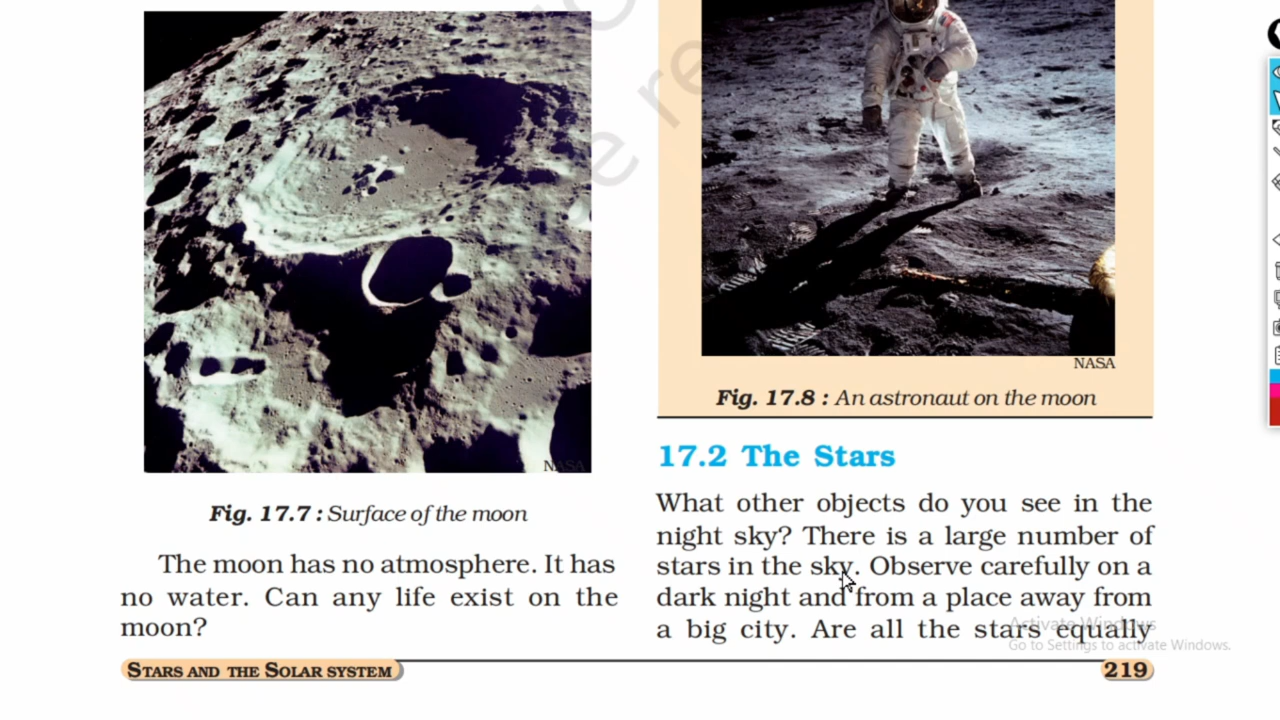 NASA
Fig. 17.7 : Surface of the moon
The moon has no atmosphere. It has
no water. Can any life exist on the
moon?
NASA
Fig. 17.8 : An astronaut on the moon
17.2 The Stars
What other objects do you see in the
night sky? There is a large number of
stars in the sky. Observe carefully on a
dark night and from a place away from
a big city. Are all the stars equally
Activate Windows
Go to Settings to activate Windows.
STARS AND THE SOLAR SYSTEM
219